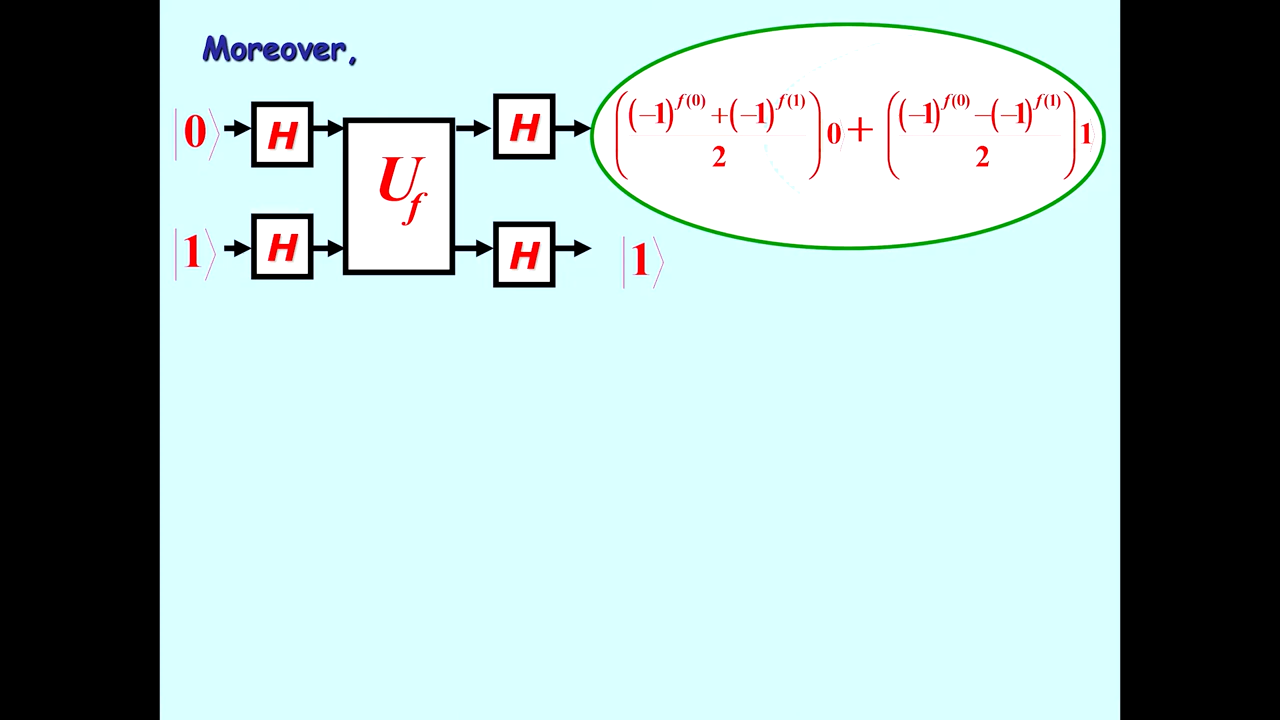 Moreover,
|0⟩ H H ( ((−1)^f(0) + (−1)^f(1)) / 2 ) 0 + ( ((−1)^f(0) − (−1)^f(1)) / 2 ) 1⟩
U_f
|1⟩ H H |1⟩